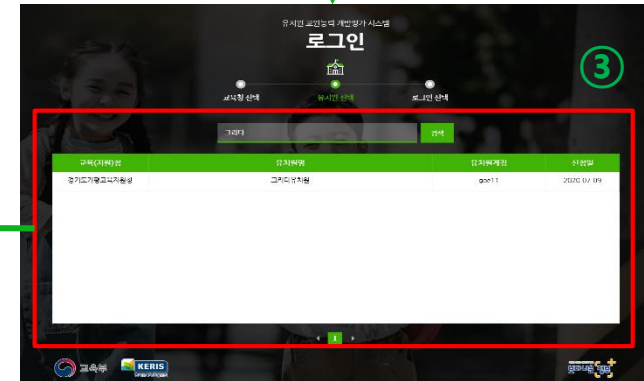 유치원 교원능력 개발평가 시스템
로그인
③
교육청 선택
유치원 선택
로그인 선택
그리다
검색
교육(지원)청
유치원명
유치원계정
신청일
경기도가평교육지원청
그리다유치원
gae11
2020-07-09
1
교육부
KERIS